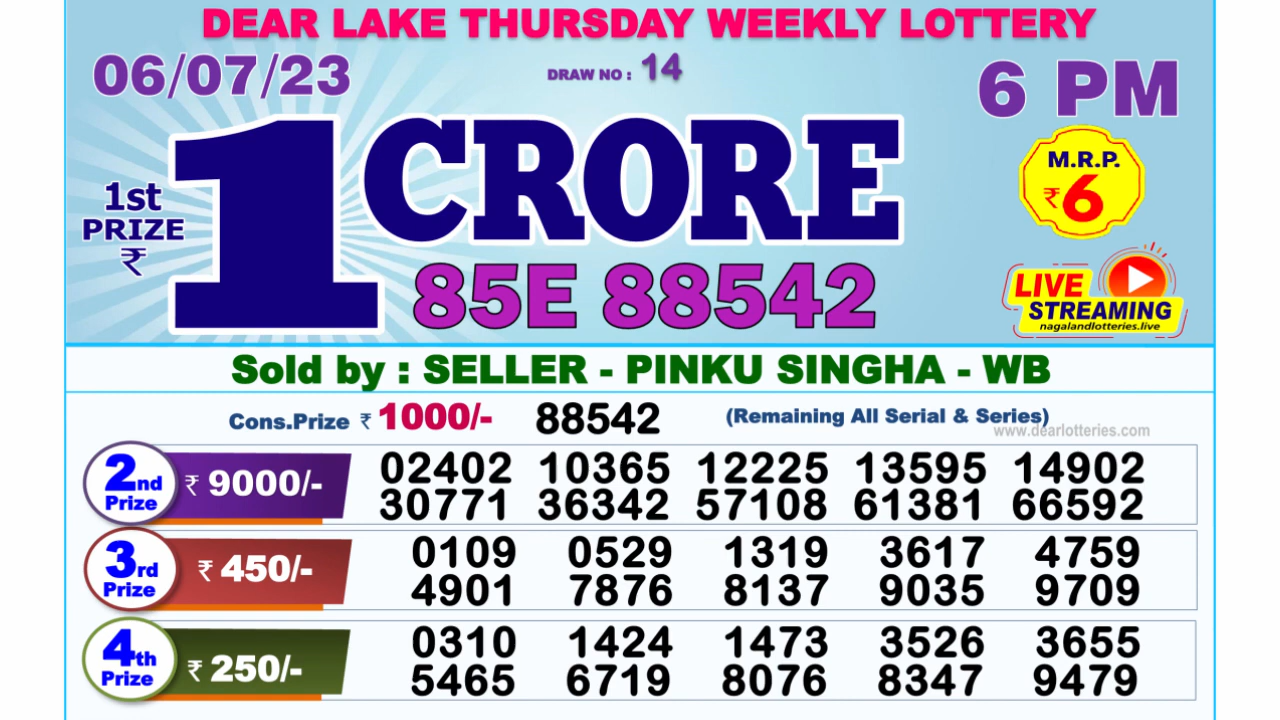 DEAR LAKE THURSDAY WEEKLY LOTTERY
06/07/23
DRAW NO : 14
6 PM
1st PRIZE ₹
1 CRORE
85E 88542
M.R.P.
₹6
LIVE
STREAMING
nagalandlotteries.live
Sold by : SELLER - PINKU SINGHA - WB
Cons.Prize ₹ 1000/- 88542 (Remaining All Serial & Series)
www.dearlotteries.com
2nd Prize ₹ 9000/-
02402 10365 12225 13595 14902
30771 36342 57108 61381 66592
3rd Prize ₹ 450/-
0109 0529 1319 3617 4759
4901 7876 8137 9035 9709
4th Prize ₹ 250/-
0310 1424 1473 3526 3655
5465 6719 8076 8347 9479